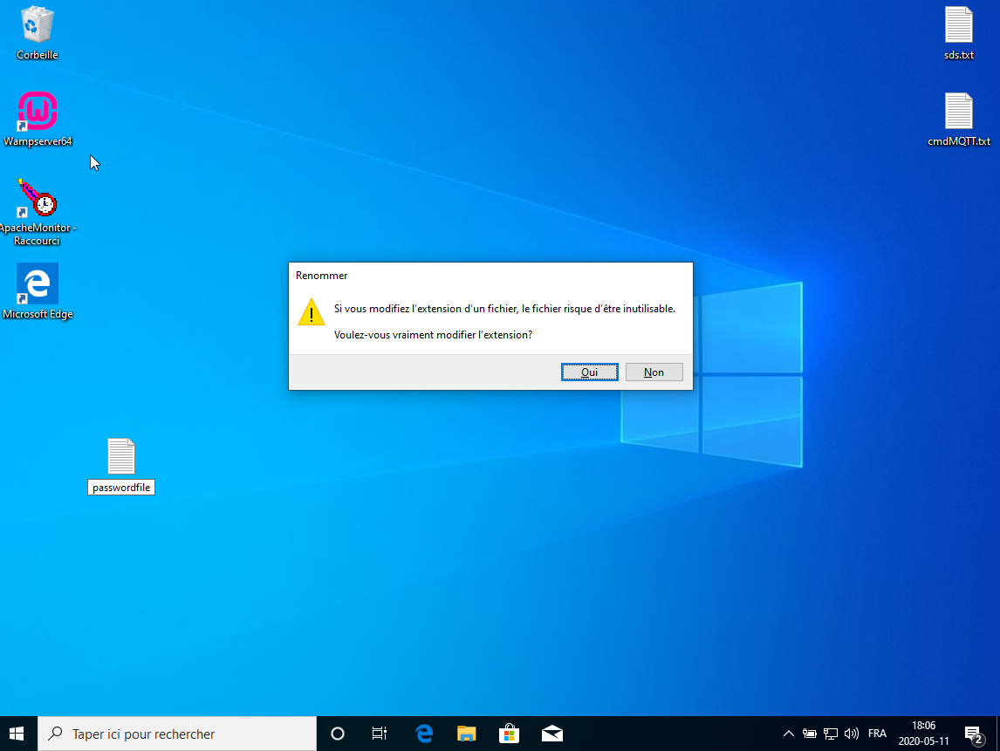 Corbeille
sds.txt
Wampserver64
cmdMQTT.txt
ApacheMonitor -
Raccourci
Microsoft Edge
Renommer
Si vous modifiez l'extension d'un fichier, le fichier risque d'être inutilisable.
Voulez-vous vraiment modifier l'extension?
Oui
Non
passwordfile
Taper ici pour rechercher
FRA
18:06
2020-05-11
2